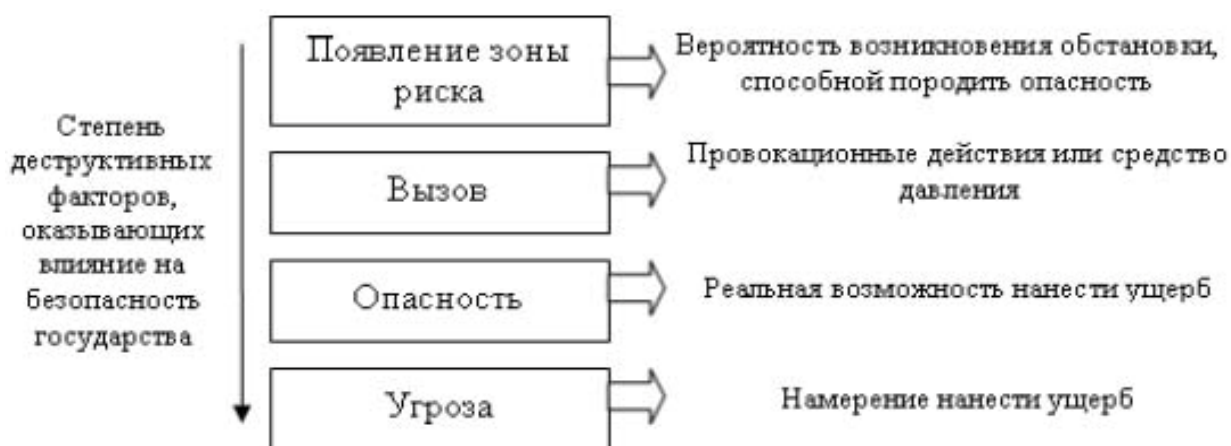 Степень
деструктивных
факторов,
оказывающих
влияние на
безопасность
государства
Появление зоны
риска
Вероятность возникновения обстановки,
способной породить опасность
Вызов
Провокационные действия или средство
давления
Опасность
Реальная возможность нанести ущерб
Угроза
Намерение нанести ущерб